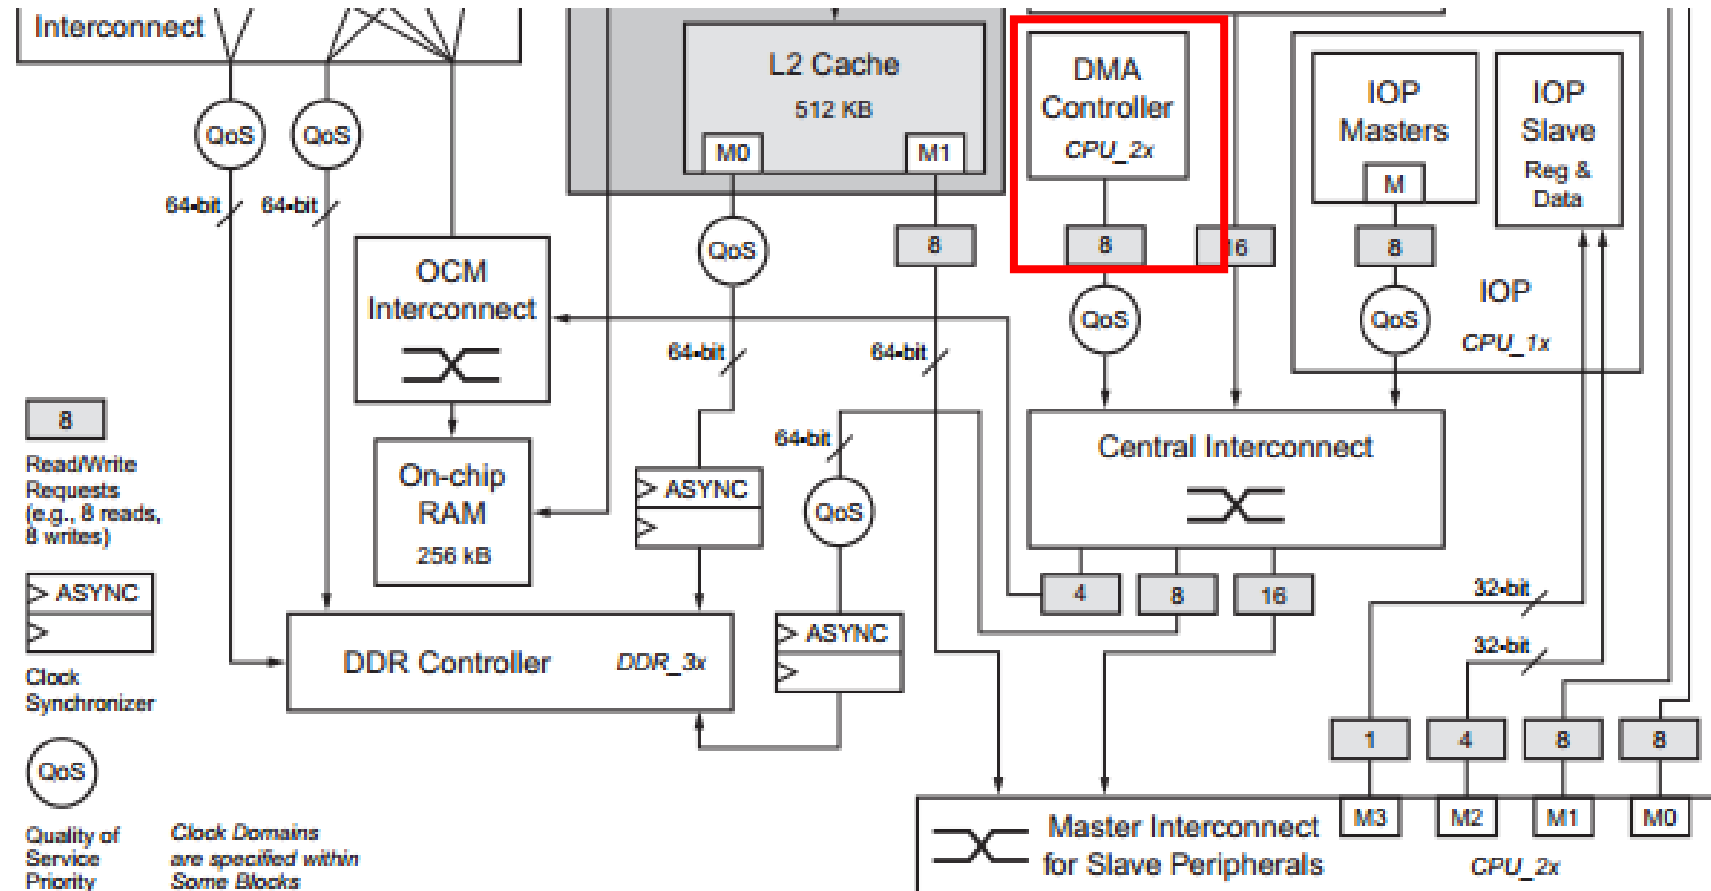 Interconnect
L2 Cache
512 KB
M0
M1
DMA
Controller
CPU_2x
IOP
Masters
M
IOP
Slave
Reg &
Data
QoS
QoS
64-bit
64-bit
QoS
8
8
16
8
OCM
Interconnect
QoS
QoS
IOP
CPU_1x
64-bit
64-bit
8
Read/Write
Requests
(e.g., 8 reads,
8 writes)
On-chip
RAM
256 kB
ASYNC
64-bit
QoS
Central Interconnect
4
8
16
32-bit
32-bit
ASYNC
Clock
Synchronizer
DDR Controller
DDR_3x
ASYNC
1
4
8
8
QoS
Quality of
Service
Priority
Clock Domains
are specified within
Some Blocks
Master Interconnect
for Slave Peripherals
M3
M2
M1
M0
CPU_2x